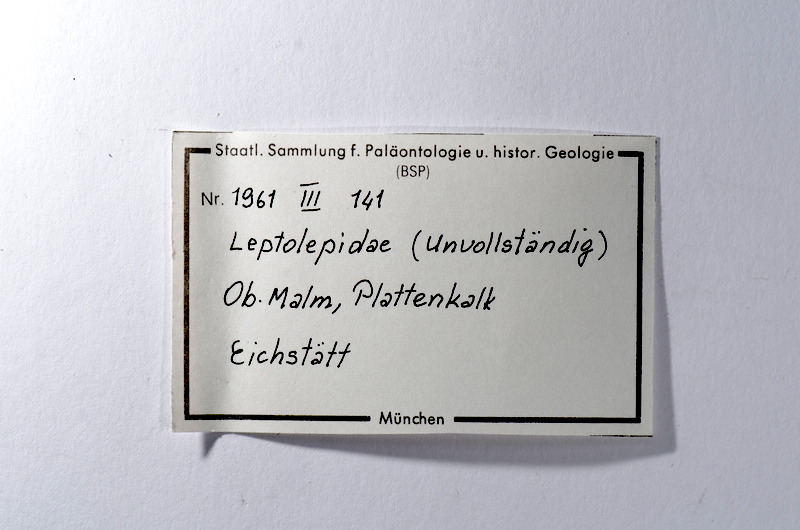 Staatl. Sammlung f. Paläontologie u. histor. Geologie
(BSP)
Nr. 1961 III 141
Leptolepidae (unvollständig)
Ob. Malm, Plattenkalk
Eichstätt
München